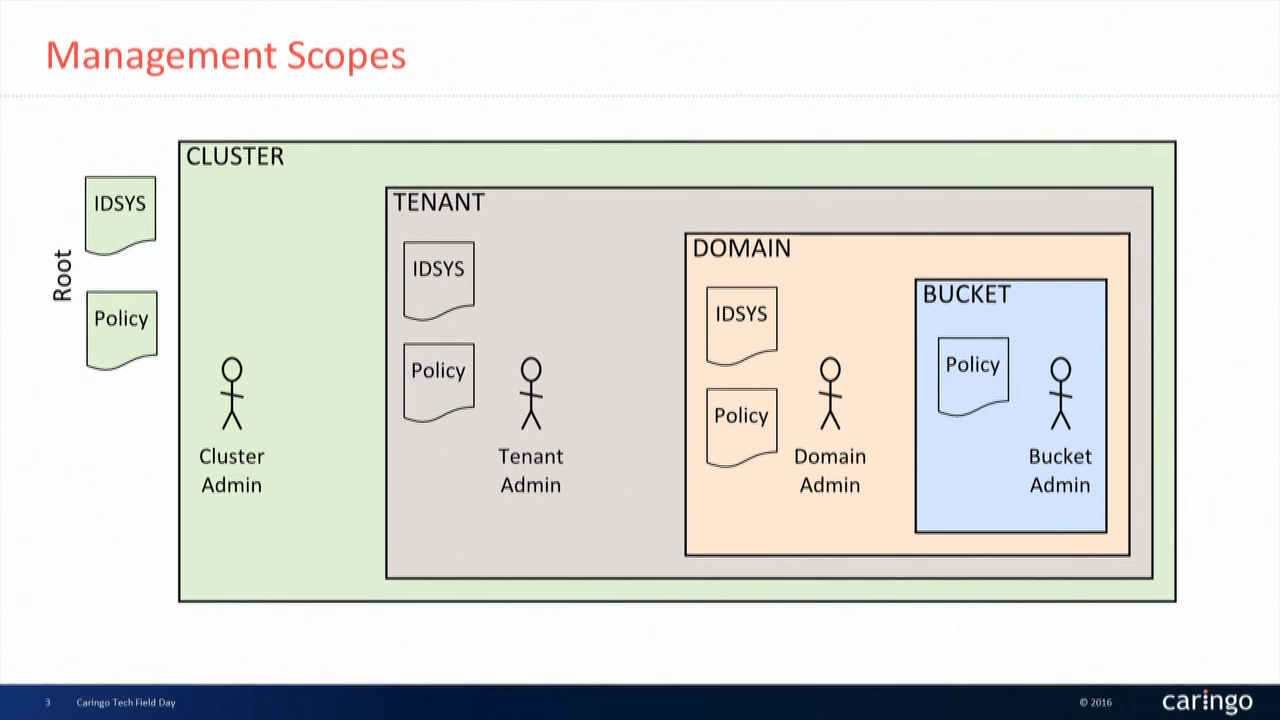 Management Scopes
CLUSTER
IDSYS
Root
Policy
Cluster
Admin
TENANT
IDSYS
Policy
Tenant
Admin
DOMAIN
IDSYS
Policy
Domain
Admin
BUCKET
Policy
Bucket
Admin
3
Caringo Tech Field Day
© 2016
caringo